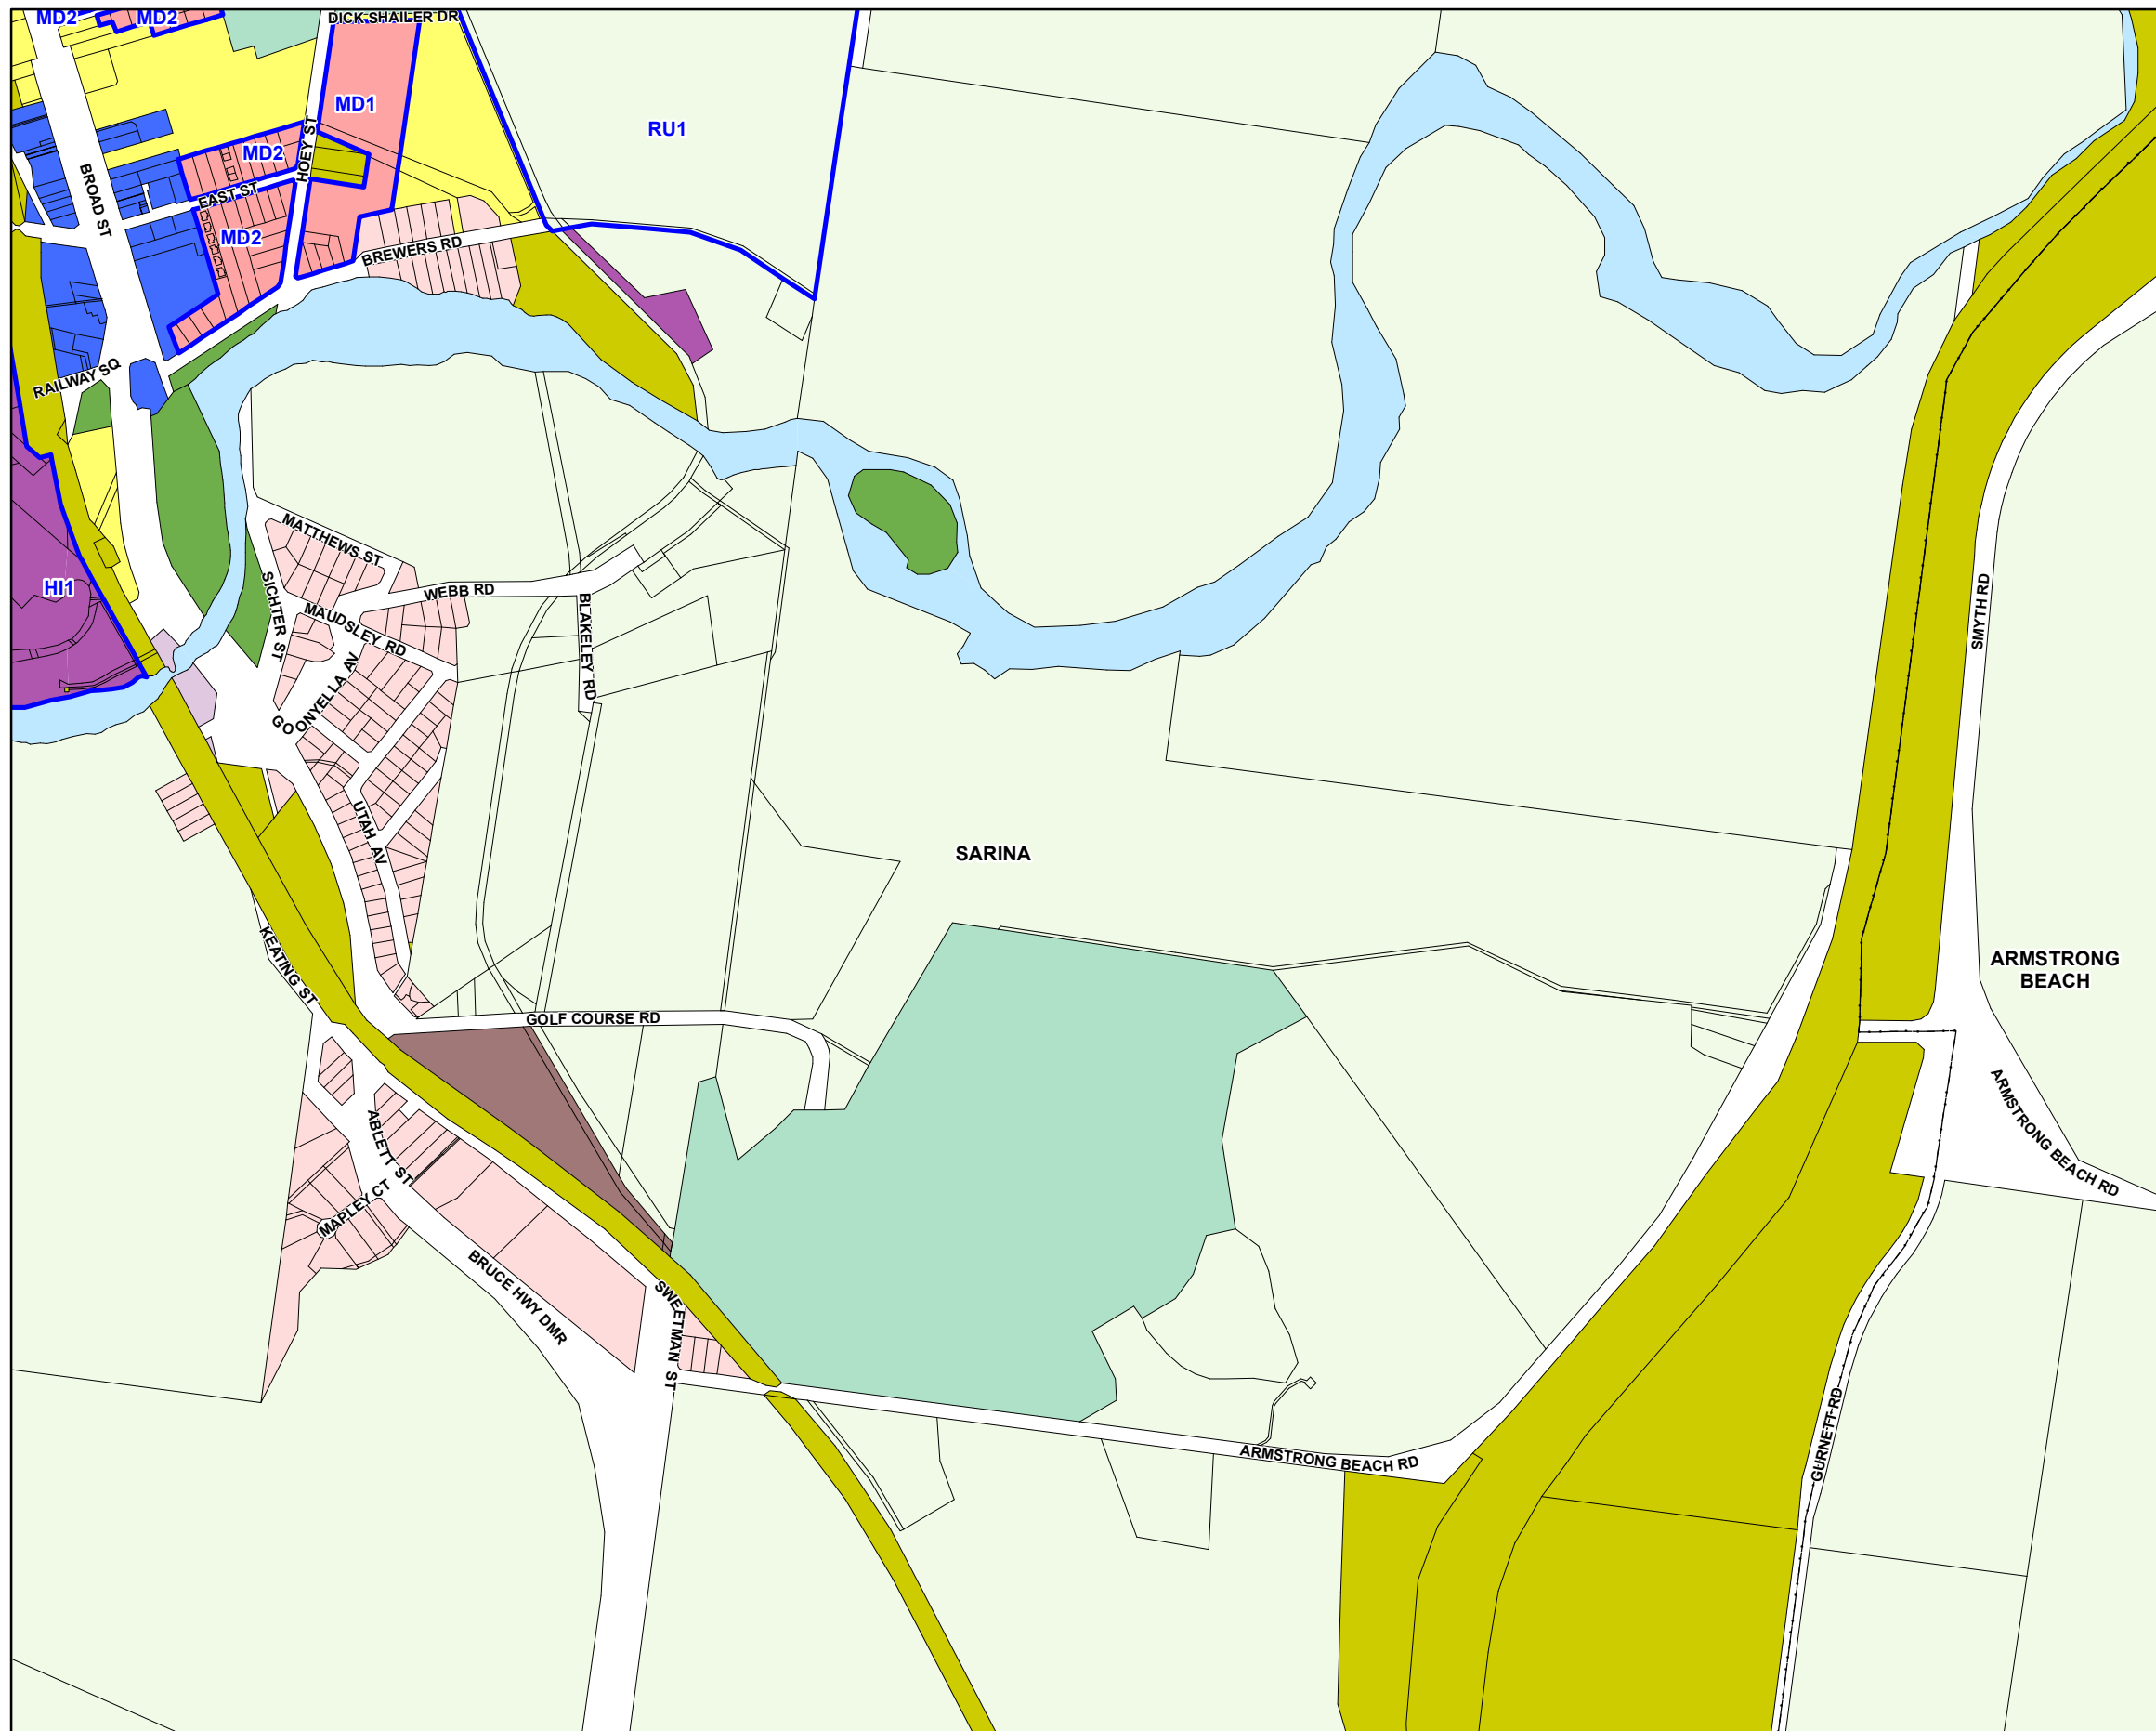 MD2
MD2
DICK SHAILER DR
MD1
RU1
HOEY ST
MD2
BROAD ST
EAST ST
MD2
BREWERS RD
RAILWAY SQ
MATTHEWS ST
HI1
SICHTER ST
WEBB RD
BLAKELEY RD
MAUDSLEY RD
SMYTH RD
GOONYELLA AV
UTAH AV
SARINA
KEATING ST
ARMSTRONG
BEACH
GOLF COURSE RD
ABLETT ST
ARMSTRONG BEACH RD
MAPLEY CT
BRUCE HWY DMR
SWEETMAN ST
GURNETT RD
ARMSTRONG BEACH RD